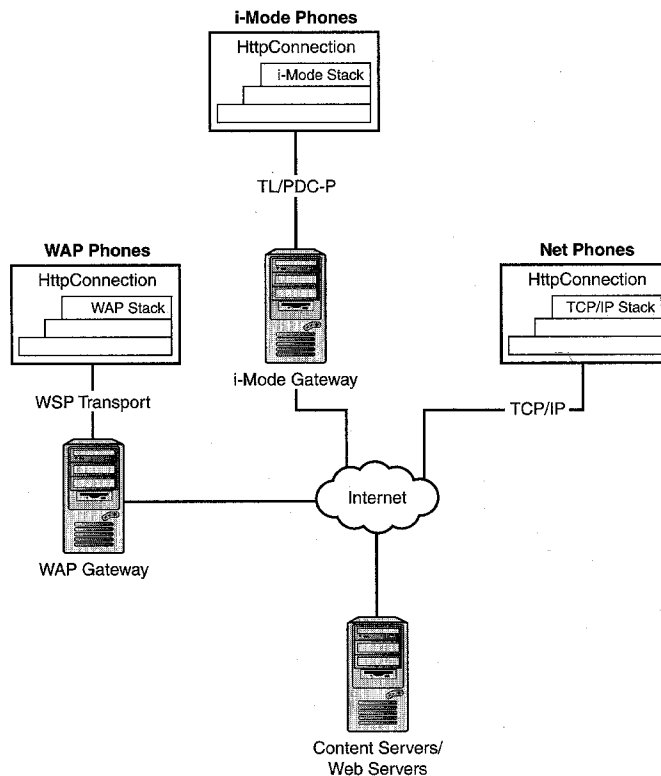 i-Mode Phones
HttpConnection
i-Mode Stack
TL/PDC-P
WAP Phones
HttpConnection
WAP Stack
WSP Transport
WAP Gateway
i-Mode Gateway
Net Phones
HttpConnection
TCP/IP Stack
TCP/IP
Internet
Content Servers/
Web Servers